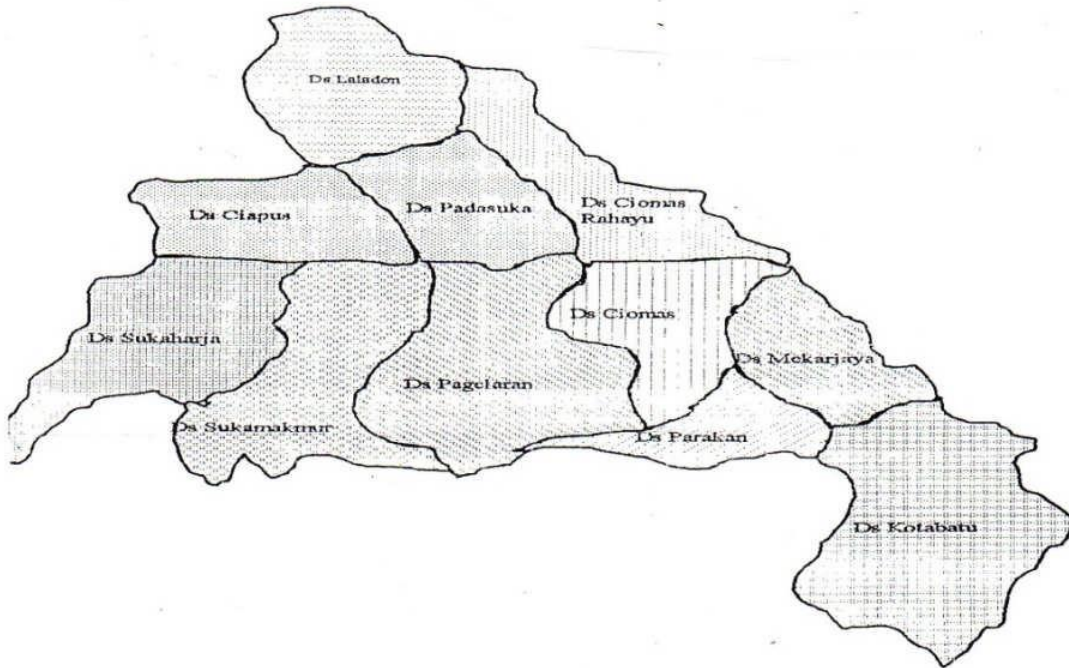 Ds Laladon
Ds Ciapus
Ds Padasuka
Ds Ciomas
Rahayu
Ds Sukaharja
Ds Ciomas
Ds Mekarjaya
Ds Pagelaran
Ds Sukamakmur
Ds Parakan
Ds Kotabatu